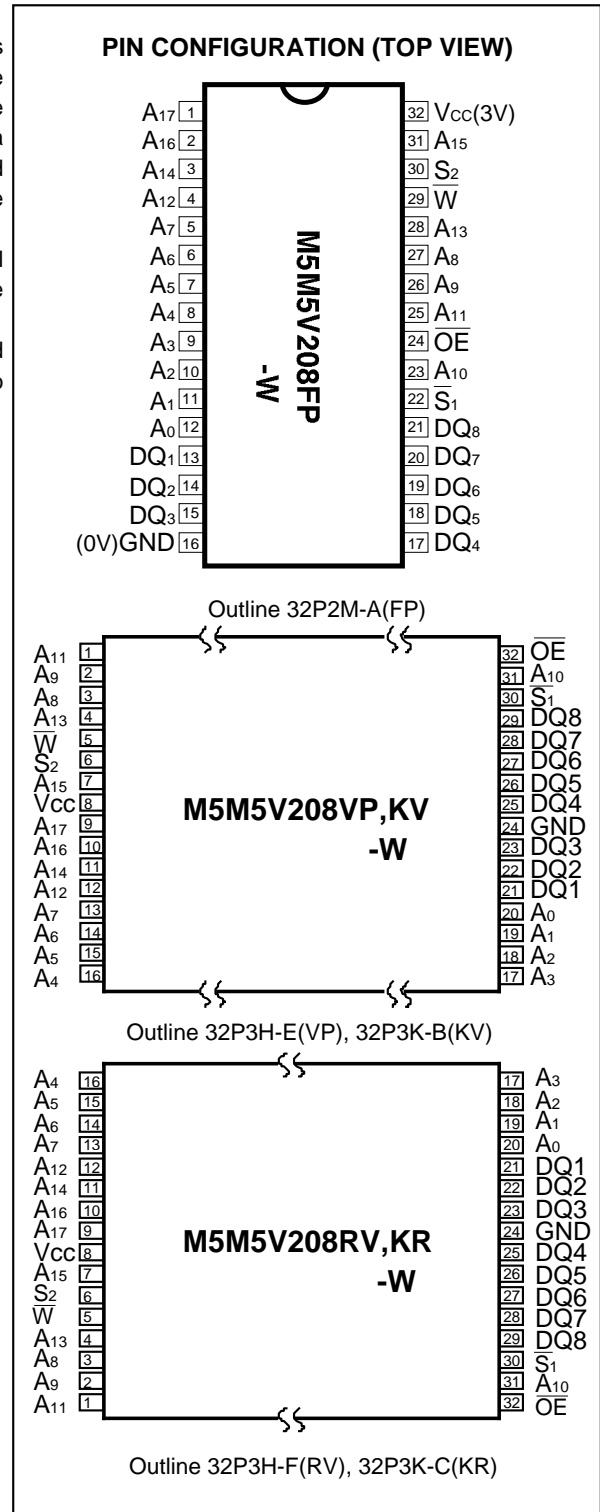 PIN CONFIGURATION (TOP VIEW)
A17 1 32 VCC(3V)
A16 2 31 A15
A14 3 30 S2
A12 4 29 W̅
A7 5 28 A13
A6 6 27 A8
A5 7 26 A9
A4 8 25 A11
A3 9 24 O̅E̅
A2 10 23 A10
A1 11 22 S̅1
A0 12 21 DQ8
DQ1 13 20 DQ7
DQ2 14 19 DQ6
DQ3 15 18 DQ5
(0V)GND 16 17 DQ4
M5M5V208FP
-W
Outline 32P2M-A(FP)
A11 1 32 O̅E̅
A9 2 31 A10
A8 3 30 S̅1
A13 4 29 DQ8
W̅ 5 28 DQ7
S2 6 27 DQ6
A15 7 26 DQ5
VCC 8 25 DQ4
A17 9 24 GND
A16 10 23 DQ3
A14 11 22 DQ2
A12 12 21 DQ1
A7 13 20 A0
A6 14 19 A1
A5 15 18 A2
A4 16 17 A3
M5M5V208VP,KV
-W
Outline 32P3H-E(VP), 32P3K-B(KV)
A4 16 17 A3
A5 15 18 A2
A6 14 19 A1
A7 13 20 A0
A12 12 21 DQ1
A14 11 22 DQ2
A16 10 23 DQ3
A17 9 24 GND
VCC 8 25 DQ4
A15 7 26 DQ5
S2 6 27 DQ6
W̅ 5 28 DQ7
A13 4 29 DQ8
A8 3 30 S̅1
A9 2 31 A10
A11 1 32 O̅E̅
M5M5V208RV,KR
-W
Outline 32P3H-F(RV), 32P3K-C(KR)